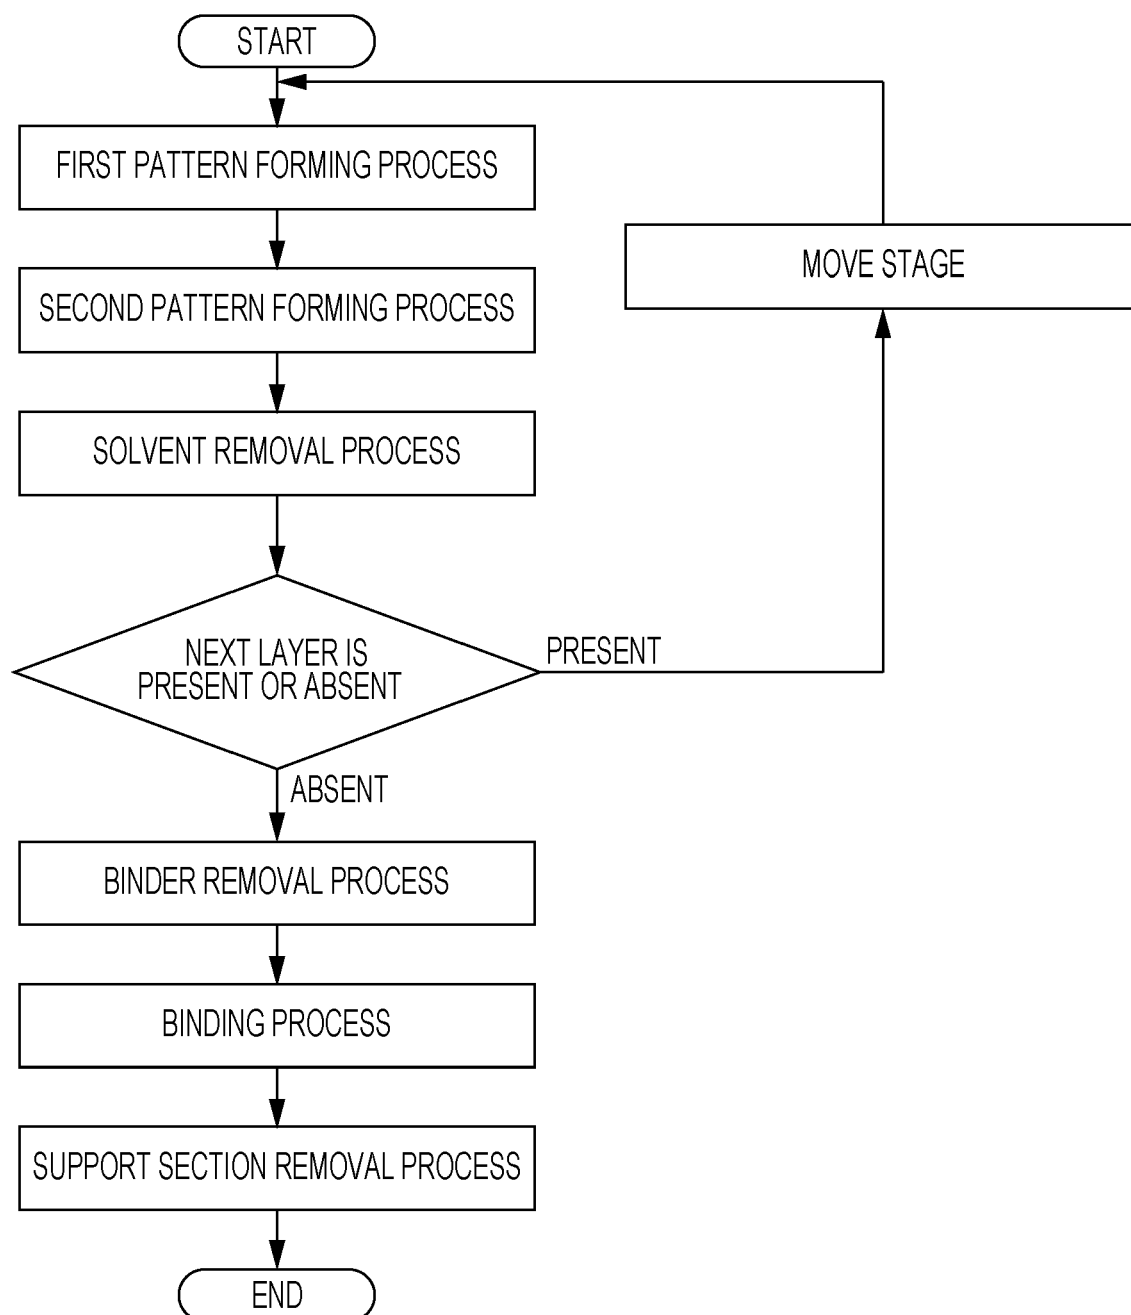 START
FIRST PATTERN FORMING PROCESS
MOVE STAGE
SECOND PATTERN FORMING PROCESS
SOLVENT REMOVAL PROCESS
NEXT LAYER IS
PRESENT OR ABSENT
PRESENT
ABSENT
BINDER REMOVAL PROCESS
BINDING PROCESS
SUPPORT SECTION REMOVAL PROCESS
END